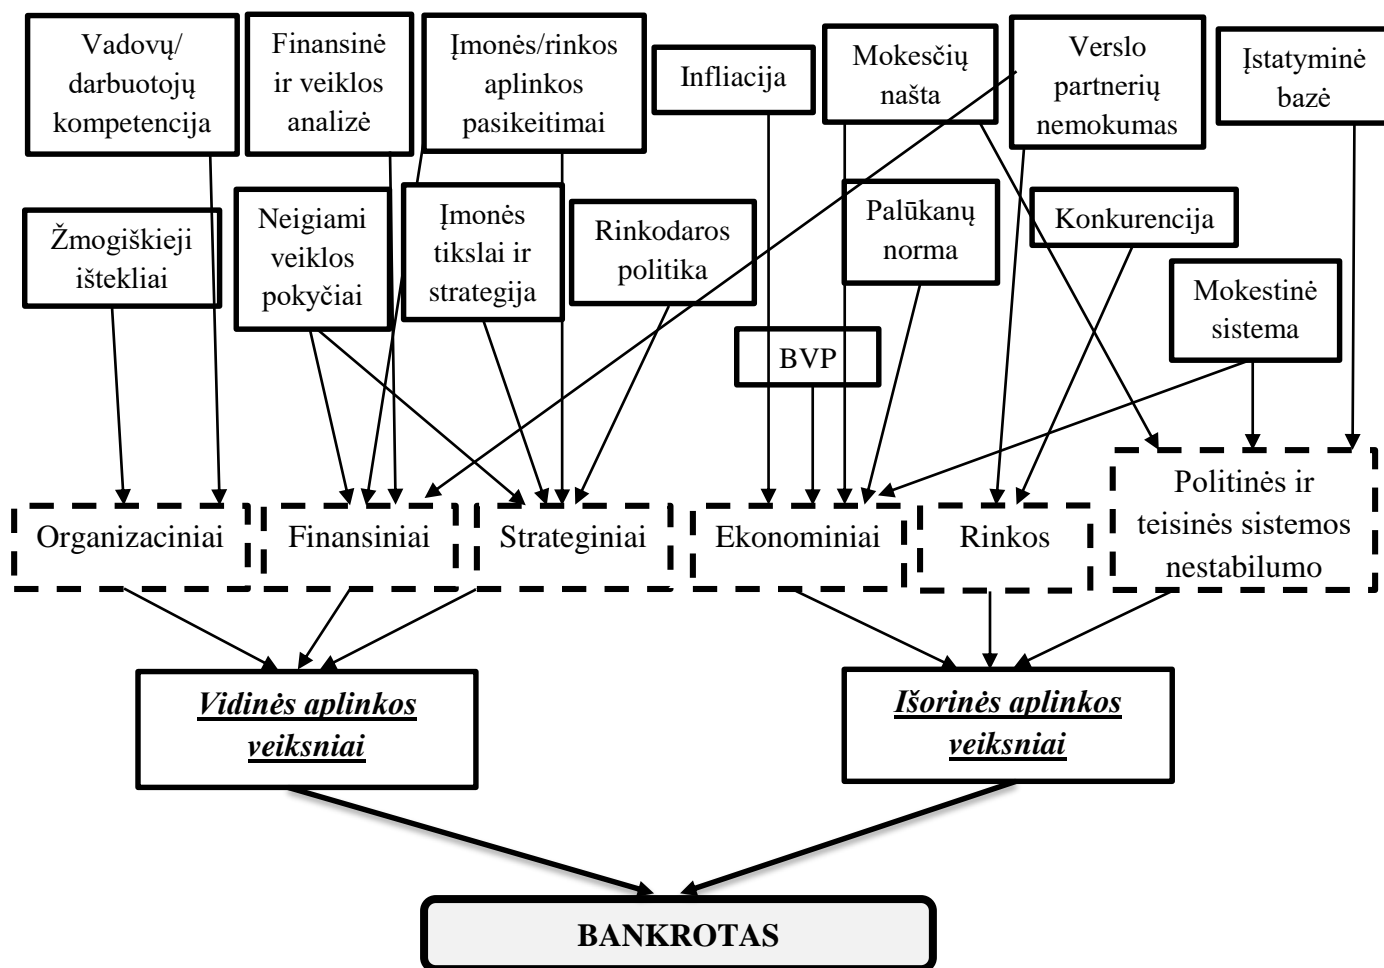 Vadovų/
darbuotojų
kompetencija
Finansinė
ir veiklos
analizė
Įmonės/rinkos
aplinkos
pasikeitimai
Infliacija
Mokesčių
našta
Verslo
partnerių
nemokumas
Įstatyminė
bazė
Žmogiškieji
ištekliai
Neigiami
veiklos
pokyčiai
Įmonės
tikslai ir
strategija
Rinkodaros
politika
Palūkanų
norma
Konkurencija
Mokestinė
sistema
BVP
Organizaciniai
Finansiniai
Strateginiai
Ekonominiai
Rinkos
Politinės ir
teisinės sistemos
nestabilumo
Vidinės aplinkos
veiksniai
Išorinės aplinkos
veiksniai
BANKROTAS